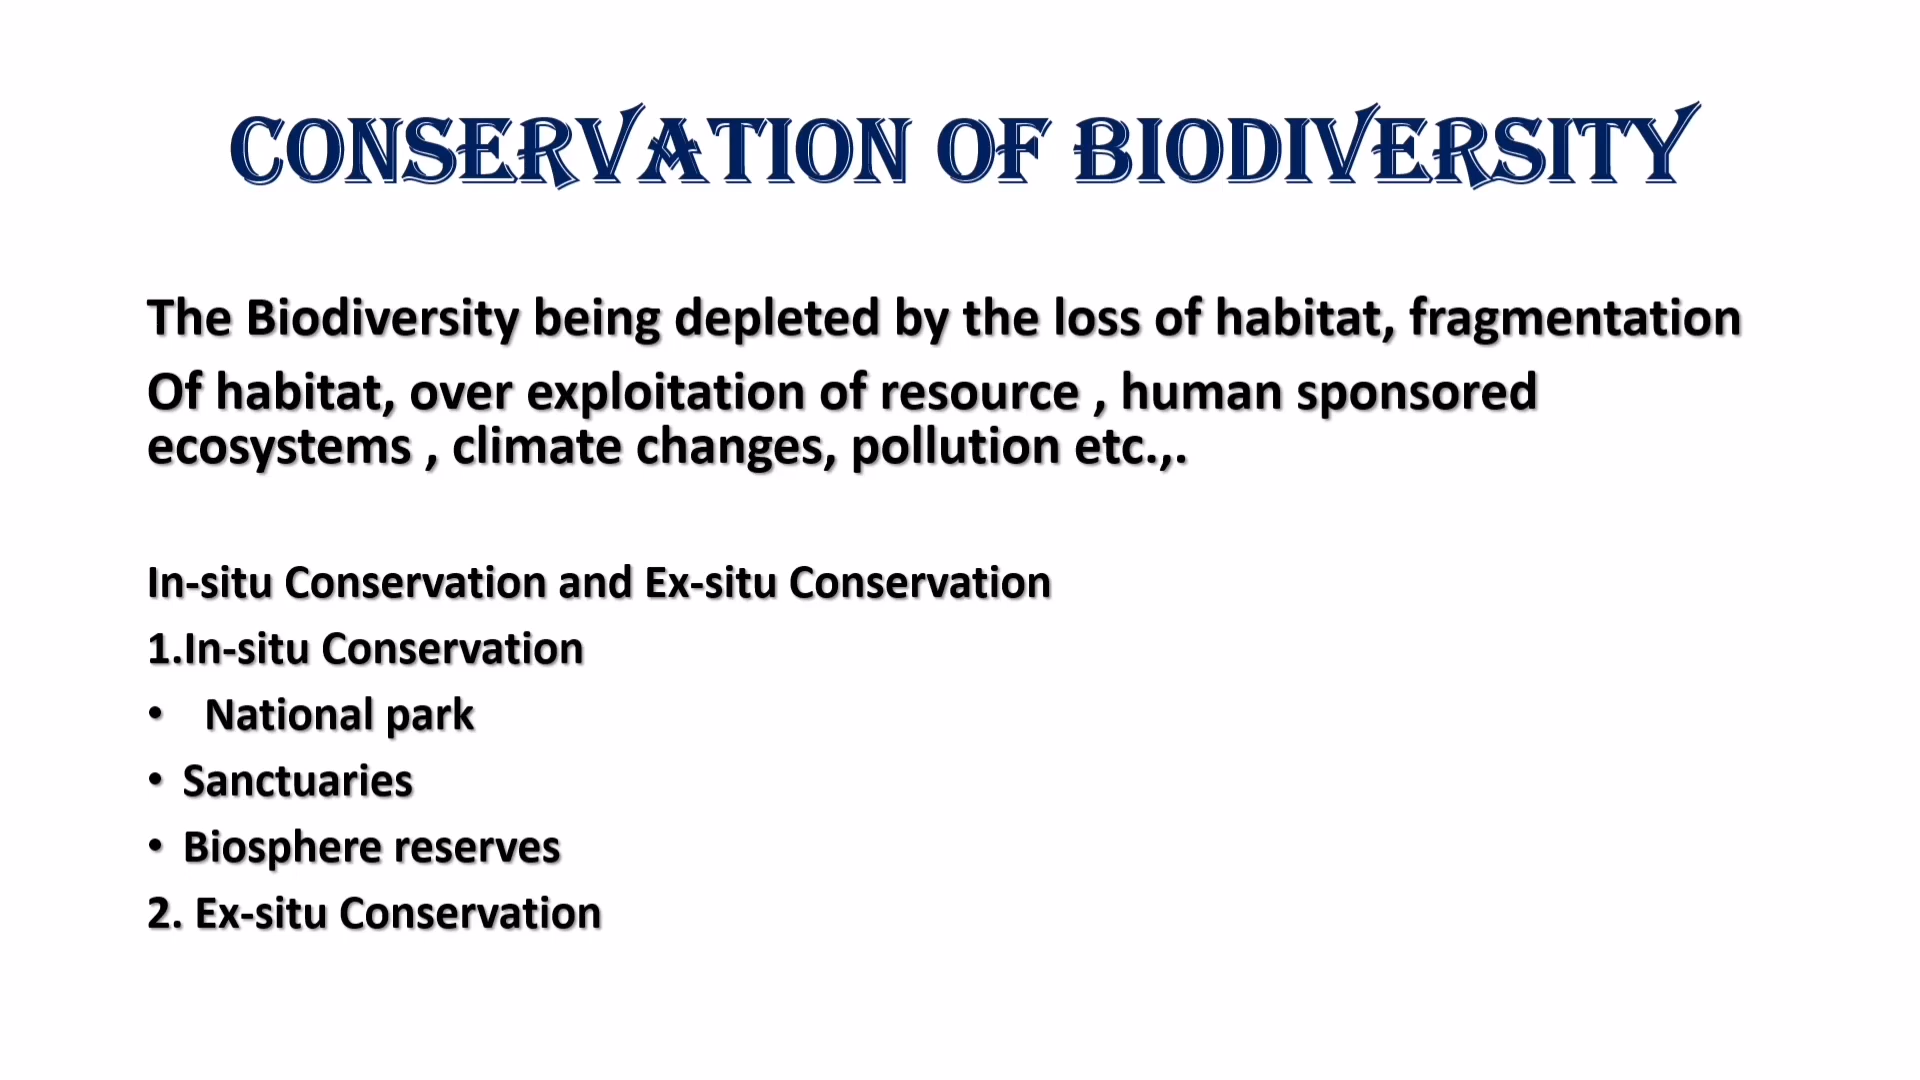 CONSERVATION OF BIODIVERSITY
The Biodiversity being depleted by the loss of habitat, fragmentation
Of habitat, over exploitation of resource , human sponsored
ecosystems , climate changes, pollution etc.,.
In-situ Conservation and Ex-situ Conservation
1.In-situ Conservation
• National park
• Sanctuaries
• Biosphere reserves
2. Ex-situ Conservation